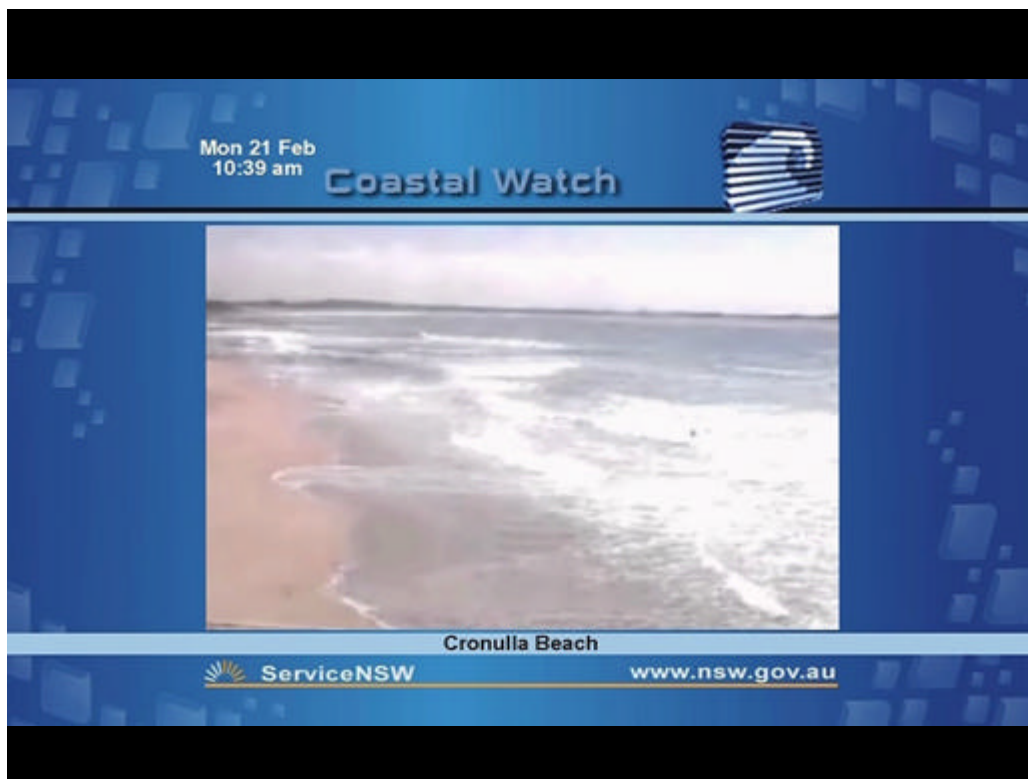 Mon 21 Feb
10:39 am
Coastal Watch
Cronulla Beach
ServiceNSW
www.nsw.gov.au